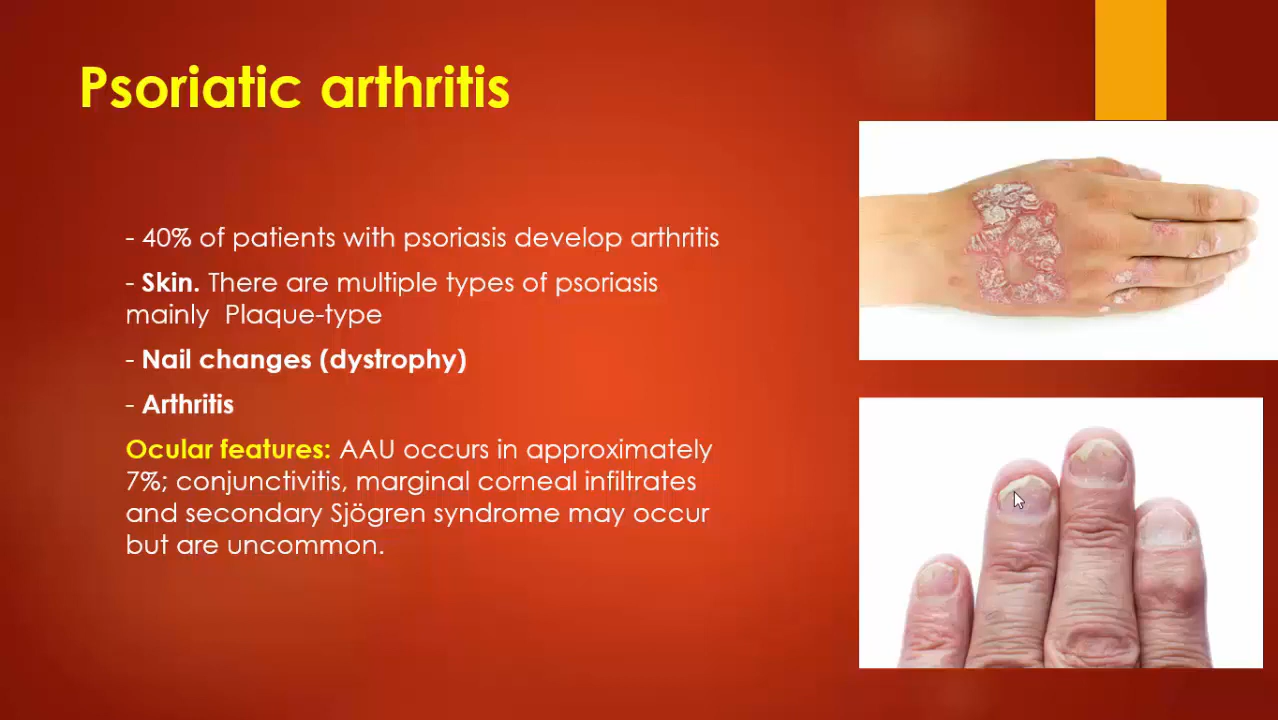 Psoriatic arthritis
- 40% of patients with psoriasis develop arthritis
- Skin. There are multiple types of psoriasis
mainly  Plaque-type
- Nail changes (dystrophy)
- Arthritis
Ocular features: AAU occurs in approximately
7%; conjunctivitis, marginal corneal infiltrates
and secondary Sjögren syndrome may occur
but are uncommon.